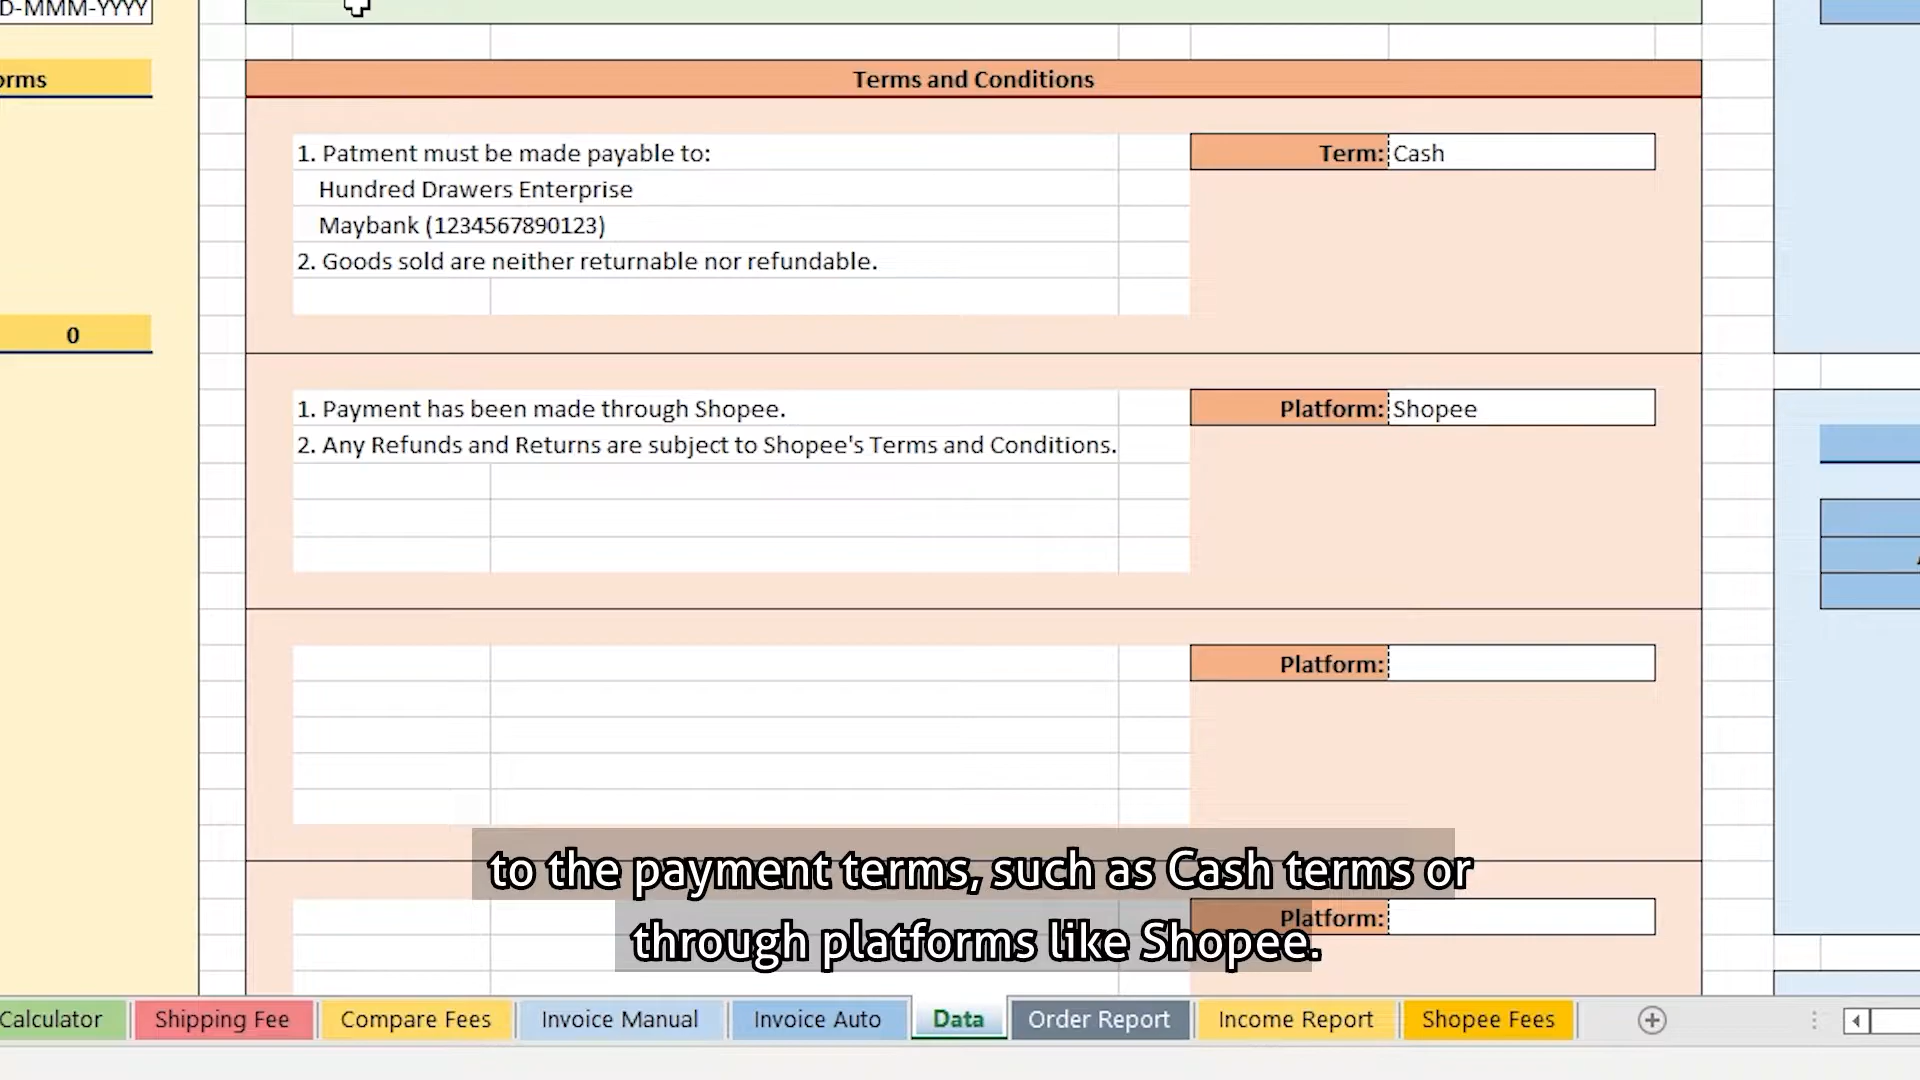 D-MMM-YYYY
orms
Terms and Conditions
1. Patment must be made payable to:
Term: Cash
Hundred Drawers Enterprise
Maybank (1234567890123)
2. Goods sold are neither returnable nor refundable.
0
1. Payment has been made through Shopee.
Platform: Shopee
2. Any Refunds and Returns are subject to Shopee's Terms and Conditions.
Platform:
to the payment terms, such as Cash terms or
Platform:
through platforms like Shopee.
Calculator Shipping Fee Compare Fees Invoice Manual Invoice Auto Data Order Report Income Report Shopee Fees